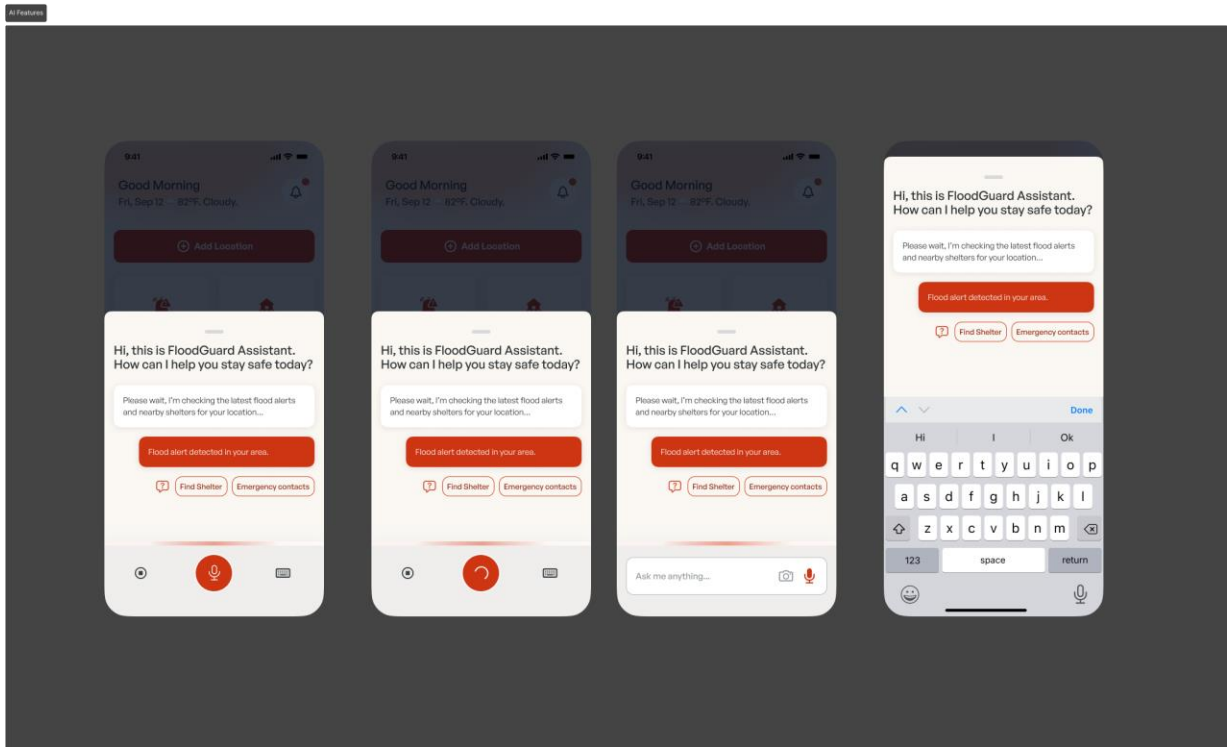 AI Features
9:41
Good Morning
Fri, Sep 12 — 82°F. Cloudy.
Add Location
Hi, this is FloodGuard Assistant.
How can I help you stay safe today?
Please wait, I'm checking the latest flood alerts
and nearby shelters for your location...
Flood alert detected in your area.
Find Shelter
Emergency contacts
9:41
Good Morning
Fri, Sep 12 — 82°F. Cloudy.
Add Location
Hi, this is FloodGuard Assistant.
How can I help you stay safe today?
Please wait, I'm checking the latest flood alerts
and nearby shelters for your location...
Flood alert detected in your area.
Find Shelter
Emergency contacts
9:41
Good Morning
Fri, Sep 12 — 82°F. Cloudy.
Add Location
Hi, this is FloodGuard Assistant.
How can I help you stay safe today?
Please wait, I'm checking the latest flood alerts
and nearby shelters for your location...
Flood alert detected in your area.
Find Shelter
Emergency contacts
Ask me anything...
Hi, this is FloodGuard Assistant.
How can I help you stay safe today?
Please wait, I'm checking the latest flood alerts
and nearby shelters for your location...
Flood alert detected in your area.
Find Shelter
Emergency contacts
Done
Hi I Ok
q w e r t y u i o p
a s d f g h j k l
z x c v b n m
123 space return